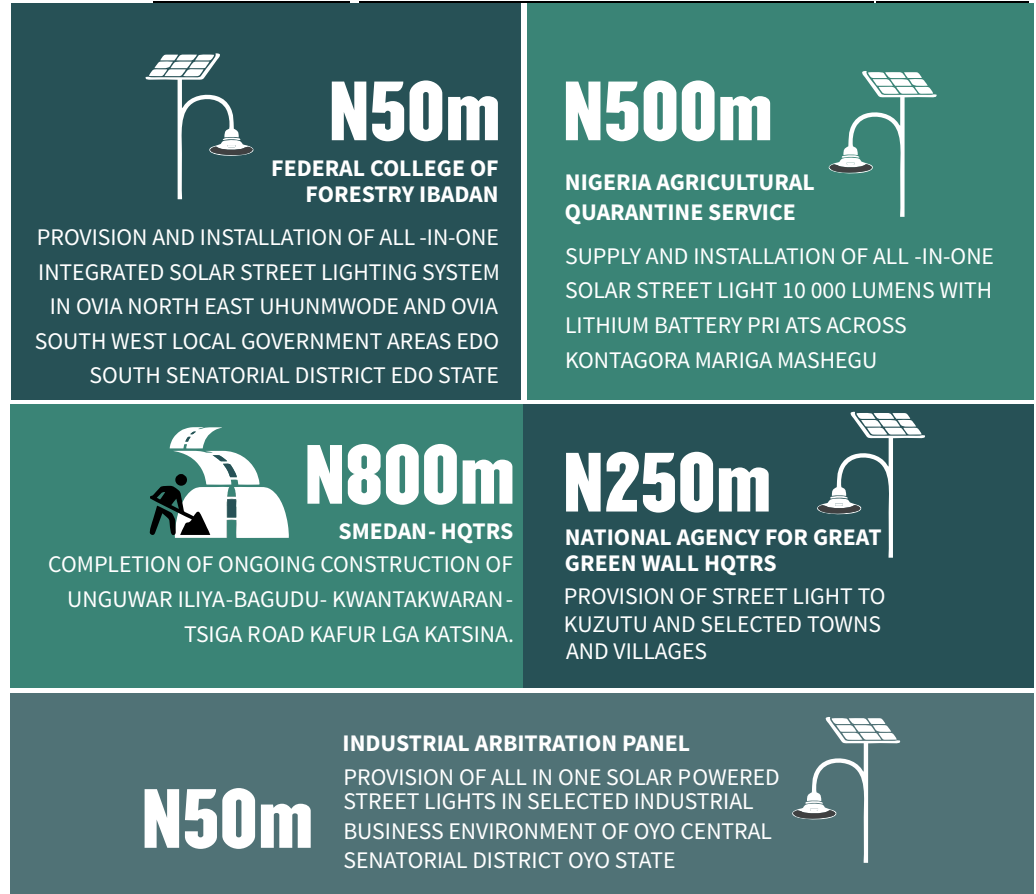 N50m
FEDERAL COLLEGE OF
FORESTRY IBADAN
PROVISION AND INSTALLATION OF ALL -IN-ONE
INTEGRATED SOLAR STREET LIGHTING SYSTEM
IN OVIA NORTH EAST UHUNMWODE AND OVIA
SOUTH WEST LOCAL GOVERNMENT AREAS EDO
SOUTH SENATORIAL DISTRICT EDO STATE
N500m
NIGERIA AGRICULTURAL
QUARANTINE SERVICE
SUPPLY AND INSTALLATION OF ALL -IN-ONE
SOLAR STREET LIGHT 10 000 LUMENS WITH
LITHIUM BATTERY PRI ATS ACROSS
KONTAGORA MARIGA MASHEGU
N800m
SMEDAN- HQTRS
COMPLETION OF ONGOING CONSTRUCTION OF
UNGUWAR ILIYA-BAGUDU- KWANTAKWARAN-
TSIGA ROAD KAFUR LGA KATSINA.
N250m
NATIONAL AGENCY FOR GREAT
GREEN WALL HQTRS
PROVISION OF STREET LIGHT TO
KUZUTU AND SELECTED TOWNS
AND VILLAGES
N50m
INDUSTRIAL ARBITRATION PANEL
PROVISION OF ALL IN ONE SOLAR POWERED
STREET LIGHTS IN SELECTED INDUSTRIAL
BUSINESS ENVIRONMENT OF OYO CENTRAL
SENATORIAL DISTRICT OYO STATE